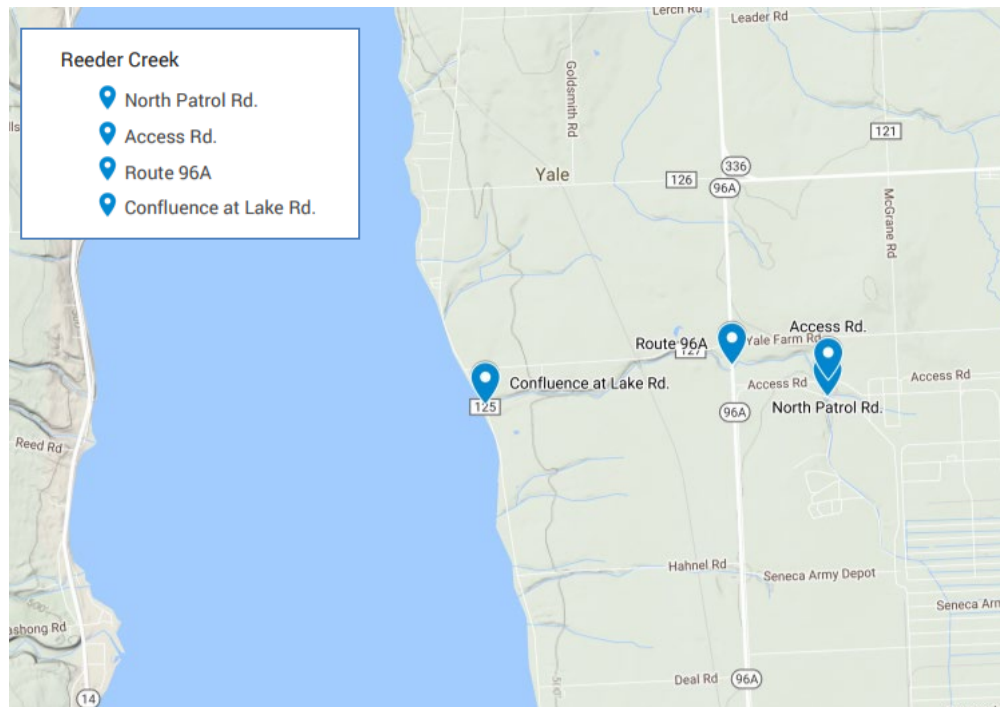 Reeder Creek
North Patrol Rd.
Access Rd.
Route 96A
Confluence at Lake Rd.
Lerch Rd
Leader Rd
Goldsmith Rd
121
336
Yale
126
96A
McGrane Rd
500'
Access Rd.
Route 96A
Yale Farm Rd
127
Confluence at Lake Rd.
Access Rd
Access Rd
125
96A
North Patrol Rd.
Reed Rd
Hahnel Rd
Seneca Army Depot
500'
Seneca Arm
ashong Rd
Deal Rd
96A
500'
14